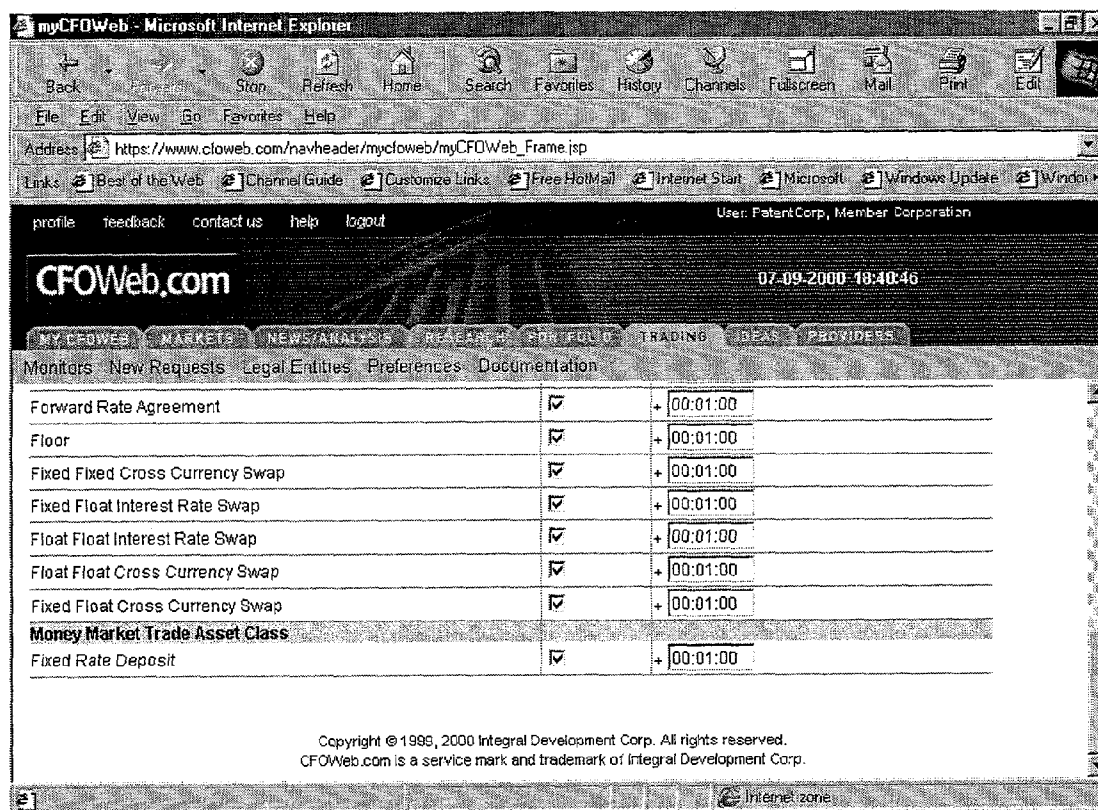 myCFOWeb - Microsoft Internet Explorer
Back Forward Stop Refresh Home Search Favorites History Channels Fullscreen Mail Print Edit
File Edit View Go Favorites Help
Address https://www.cfoweb.com/navheader/mycfoweb/myCFOWeb_Frame.jsp
Links Best of the Web Channel Guide Customize Links Free HotMail Internet Start Microsoft Windows Update Window
profile feedback contact us help logout User: PatentCorp, Member Corporation
CFOWeb.com 07-09-2000 18:40:46
MY CFOWEB MARKETS NEWS/ANALYSIS RESEARCH PORTFOLIO TRADING IDEAS PROVIDERS
Monitors New Requests Legal Entities Preferences Documentation
Forward Rate Agreement + 00:01:00
Floor + 00:01:00
Fixed Fixed Cross Currency Swap + 00:01:00
Fixed Float Interest Rate Swap + 00:01:00
Float Float Interest Rate Swap + 00:01:00
Float Float Cross Currency Swap + 00:01:00
Fixed Float Cross Currency Swap + 00:01:00
Money Market Trade Asset Class
Fixed Rate Deposit + 00:01:00
Copyright © 1999, 2000 Integral Development Corp. All rights reserved.
CFOWeb.com is a service mark and trademark of Integral Development Corp.
Internet zone